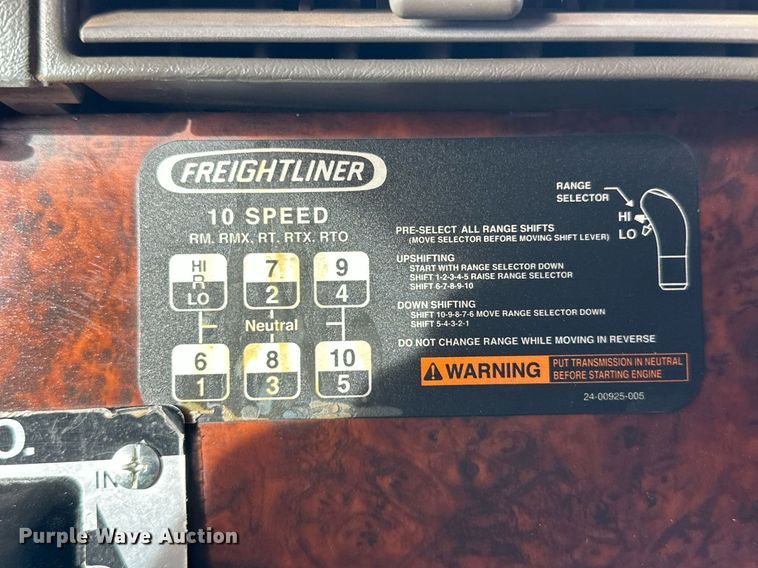 FREIGHTLINER
10 SPEED
RM. RMX. RT. RTX. RTO
HI
R
LO
7
2
9
4
Neutral
6
1
8
3
10
5
RANGE
SELECTOR
HI
LO
PRE-SELECT ALL RANGE SHIFTS
(MOVE SELECTOR BEFORE MOVING SHIFT LEVER)
UPSHIFTING
START WITH RANGE SELECTOR DOWN
SHIFT 1-2-3-4-5 RAISE RANGE SELECTOR
SHIFT 6-7-8-9-10
DOWN SHIFTING
SHIFT 10-9-8-7-6 MOVE RANGE SELECTOR DOWN
SHIFT 5-4-3-2-1
DO NOT CHANGE RANGE WHILE MOVING IN REVERSE
WARNING
PUT TRANSMISSION IN NEUTRAL
BEFORE STARTING ENGINE
24-00925-005
O.
IN
Purple Wave Auction®